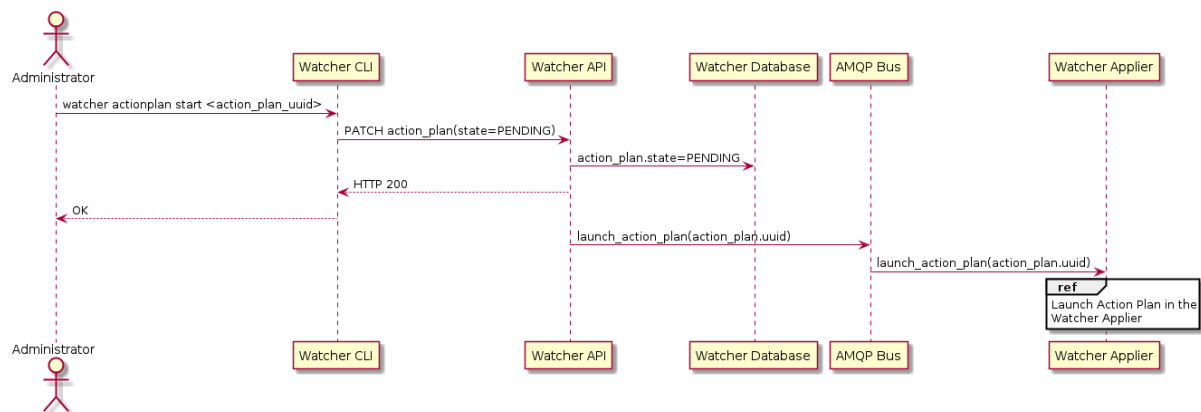 Administrator
Watcher CLI
Watcher API
Watcher Database
AMQP Bus
Watcher Applier
watcher actionplan start <action_plan_uuid>
PATCH action_plan(state=PENDING)
action_plan.state=PENDING
HTTP 200
OK
launch_action_plan(action_plan.uuid)
launch_action_plan(action_plan.uuid)
ref
Launch Action Plan in the
Watcher Applier
Administrator
Watcher CLI
Watcher API
Watcher Database
AMQP Bus
Watcher Applier